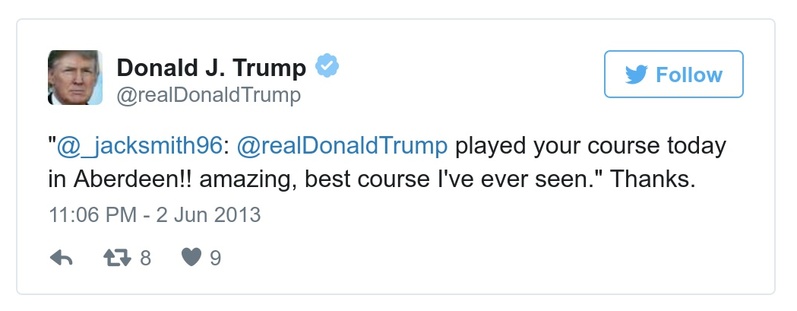 Donald J. Trump
@realDonaldTrump
Follow
"@_jacksmith96: @realDonaldTrump played your course today
in Aberdeen!! amazing, best course I've ever seen." Thanks.
11:06 PM - 2 Jun 2013
8 9